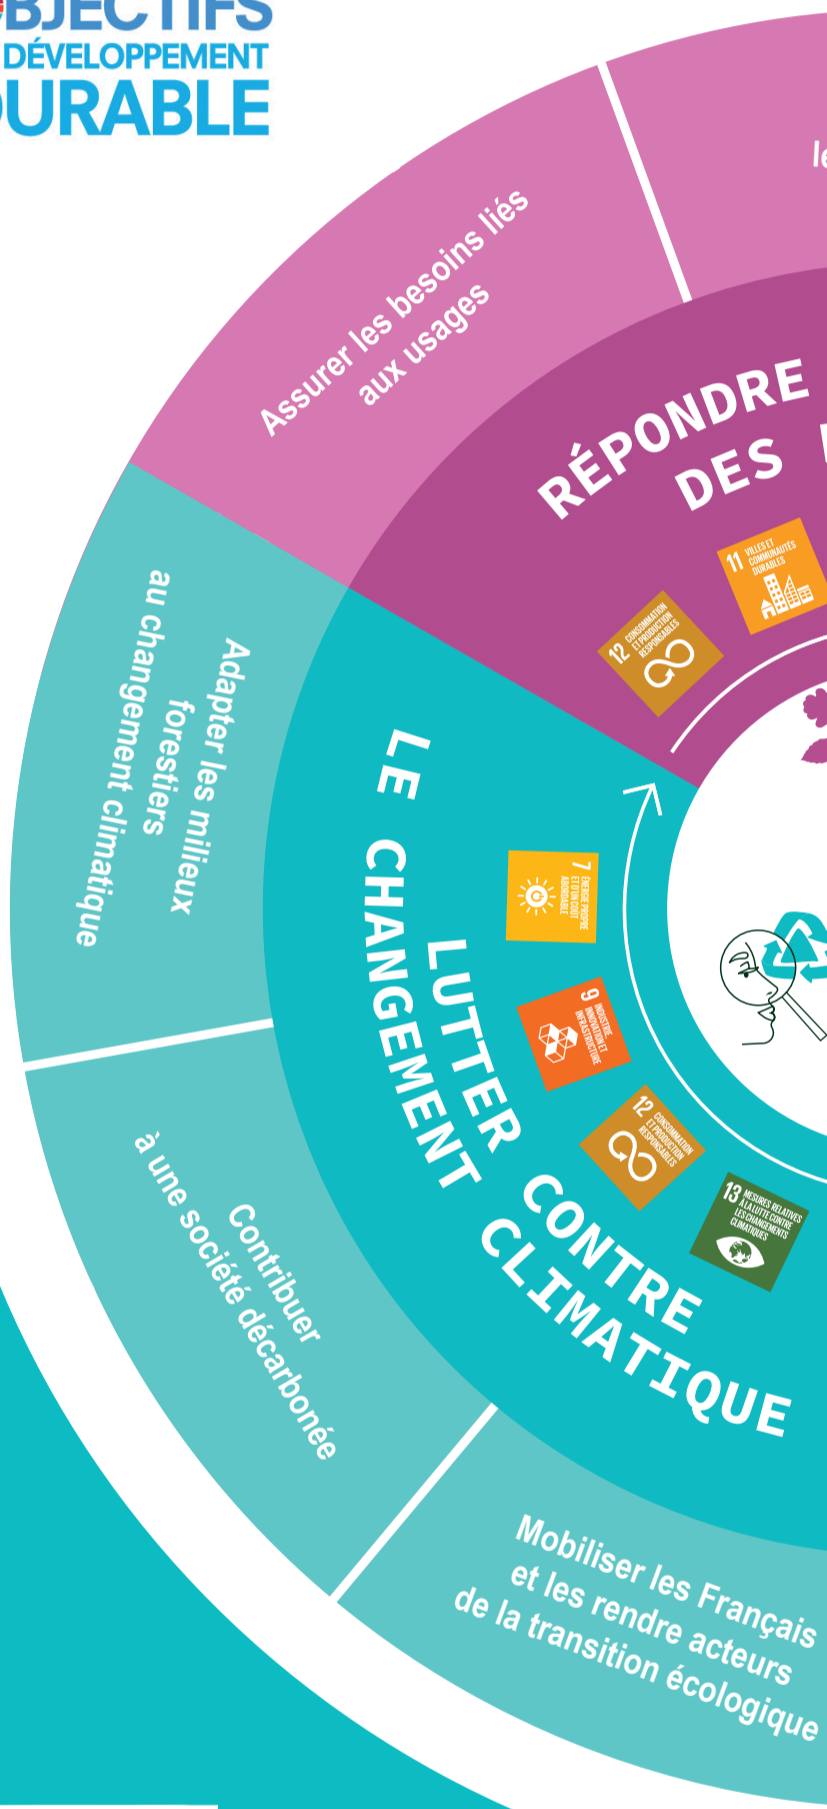 BJECTIFS
DÉVELOPPEMENT
DURABLE
Assurer les besoins liés
aux usages
RÉPONDRE
DES
11 VILLES ET
COMMUNAUTÉS
DURABLES
12 CONSOMMATION
ET PRODUCTION
RESPONSABLES
Adapter les milieux
forestiers
au changement climatique
LUTTER CONTRE
LE CHANGEMENT CLIMATIQUE
7 ÉNERGIE PROPRE
ET D'UN COÛT
ABORDABLE
9 INDUSTRIE,
INNOVATION ET
INFRASTRUCTURE
12 CONSOMMATION
ET PRODUCTION
RESPONSABLES
13 MESURES RELATIVES
À LA LUTTE CONTRE
LES CHANGEMENTS
CLIMATIQUES
Contribuer
à une société décarbonée
Mobiliser les Français
et les rendre acteurs
de la transition écologique